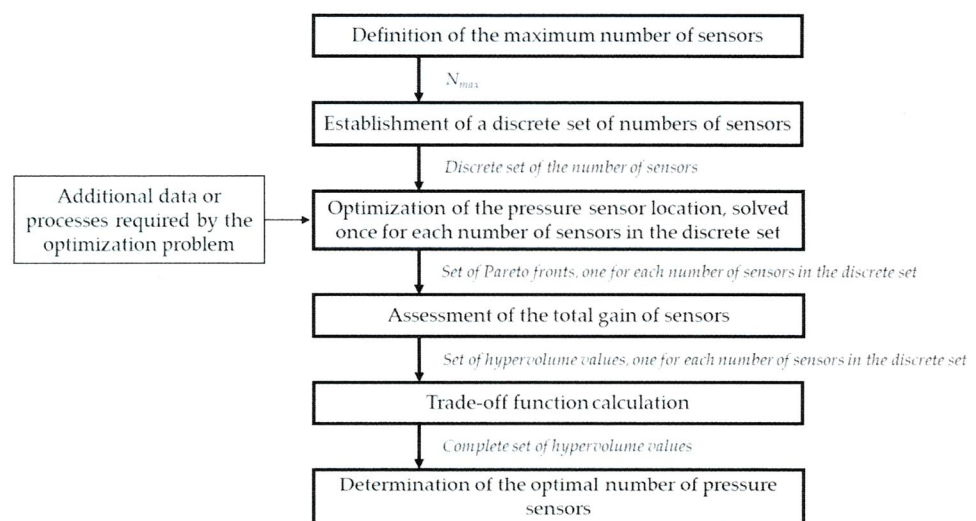 Definition of the maximum number of sensors
Nmax
Establishment of a discrete set of numbers of sensors
Discrete set of the number of sensors
Additional data or
processes required by the
optimization problem
Optimization of the pressure sensor location, solved
once for each number of sensors in the discrete set
Set of Pareto fronts, one for each number of sensors in the discrete set
Assessment of the total gain of sensors
Set of hypervolume values, one for each number of sensors in the discrete set
Trade-off function calculation
Complete set of hypervolume values
Determination of the optimal number of pressure
sensors